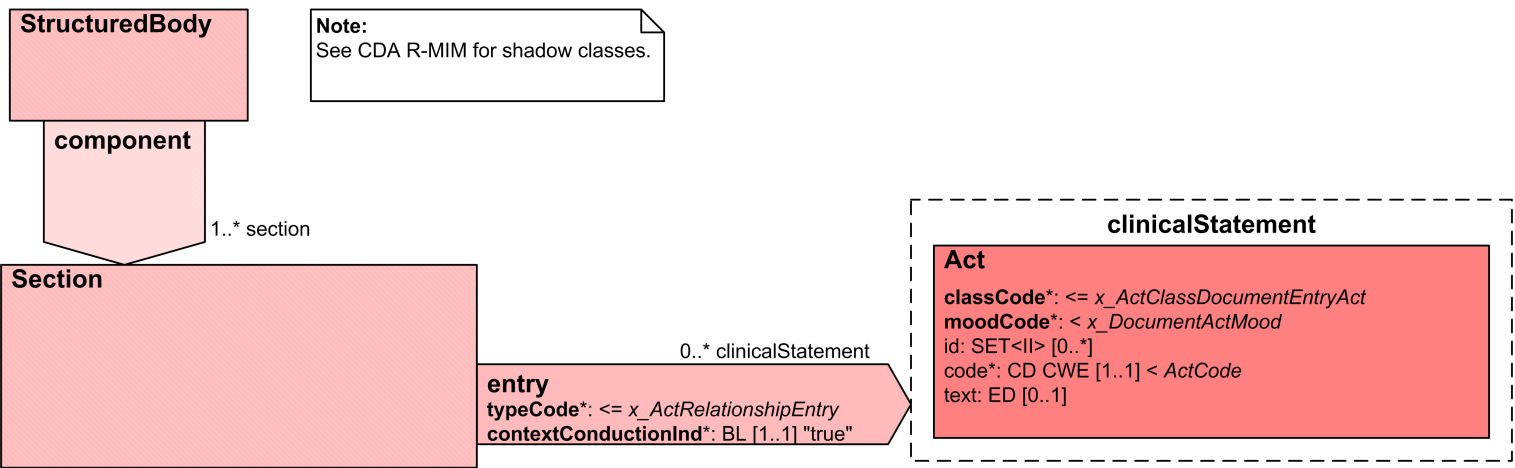 StructuredBody
Note:
See CDA R-MIM for shadow classes.
component
1..* section
Section
0..* clinicalStatement
entry
typeCode*: <= x_ActRelationshipEntry
contextConductionInd*: BL [1..1] "true"
clinicalStatement
Act
classCode*: <= x_ActClassDocumentEntryAct
moodCode*: < x_DocumentActMood
id: SET<II> [0..*]
code*: CD CWE [1..1] < ActCode
text: ED [0..1]